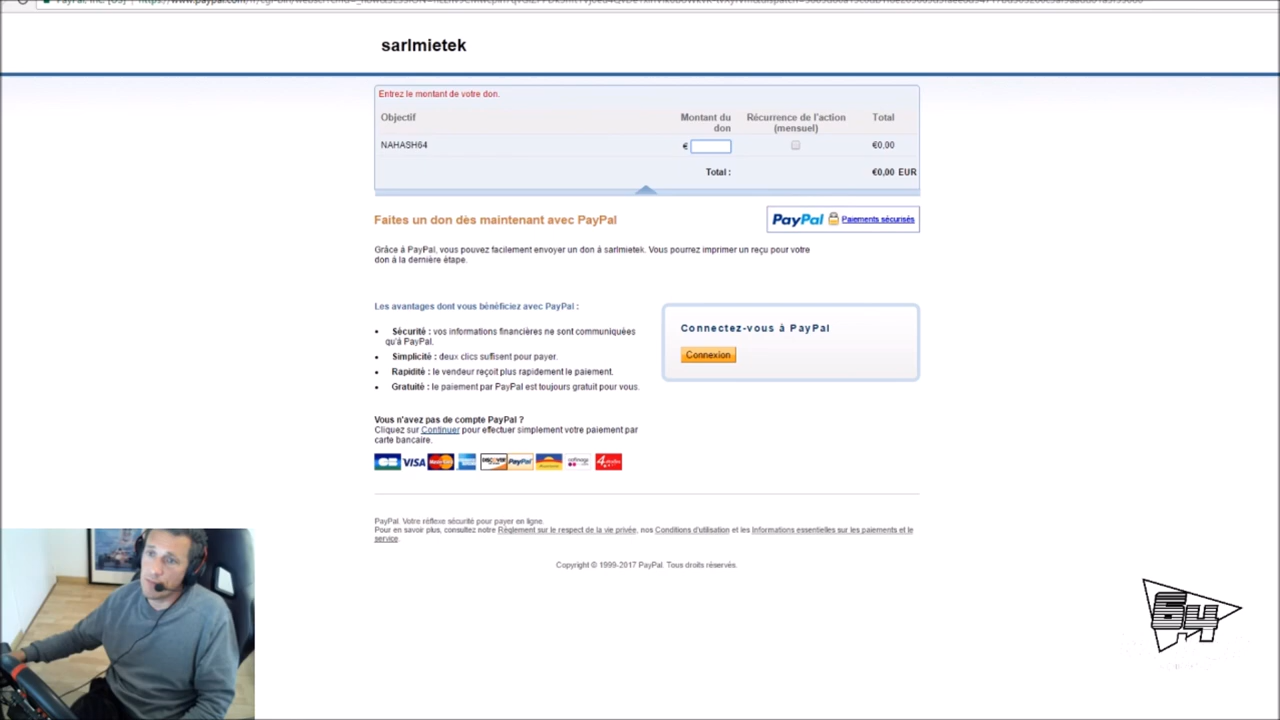 sarlmietek
Entrez le montant de votre don.
Objectif Montant du don Récurrence de l'action (mensuel) Total
NAHASH64 € €0,00
Total : €0,00 EUR
Faites un don dès maintenant avec PayPal
PayPal Paiements sécurisés
Grâce à PayPal, vous pouvez facilement envoyer un don à sarlmietek. Vous pourrez imprimer un reçu pour votre
don à la dernière étape.
Les avantages dont vous bénéficiez avec PayPal :
• Sécurité : vos informations financières ne sont communiquées
qu'à PayPal.
• Simplicité : deux clics suffisent pour payer.
• Rapidité : le vendeur reçoit plus rapidement le paiement.
• Gratuité : le paiement par PayPal est toujours gratuit pour vous.
Connectez-vous à PayPal
Connexion
Vous n'avez pas de compte PayPal ?
Cliquez sur Continuer pour effectuer simplement votre paiement par
carte bancaire.
CB VISA MasterCard DISCOVER PayPal
PayPal. Votre réflexe sécurité pour payer en ligne.
Pour en savoir plus, consultez notre Règlement sur le respect de la vie privée, nos Conditions d'utilisation et les Informations essentielles sur les paiements et le
service.
Copyright © 1999-2017 PayPal. Tous droits réservés.
64